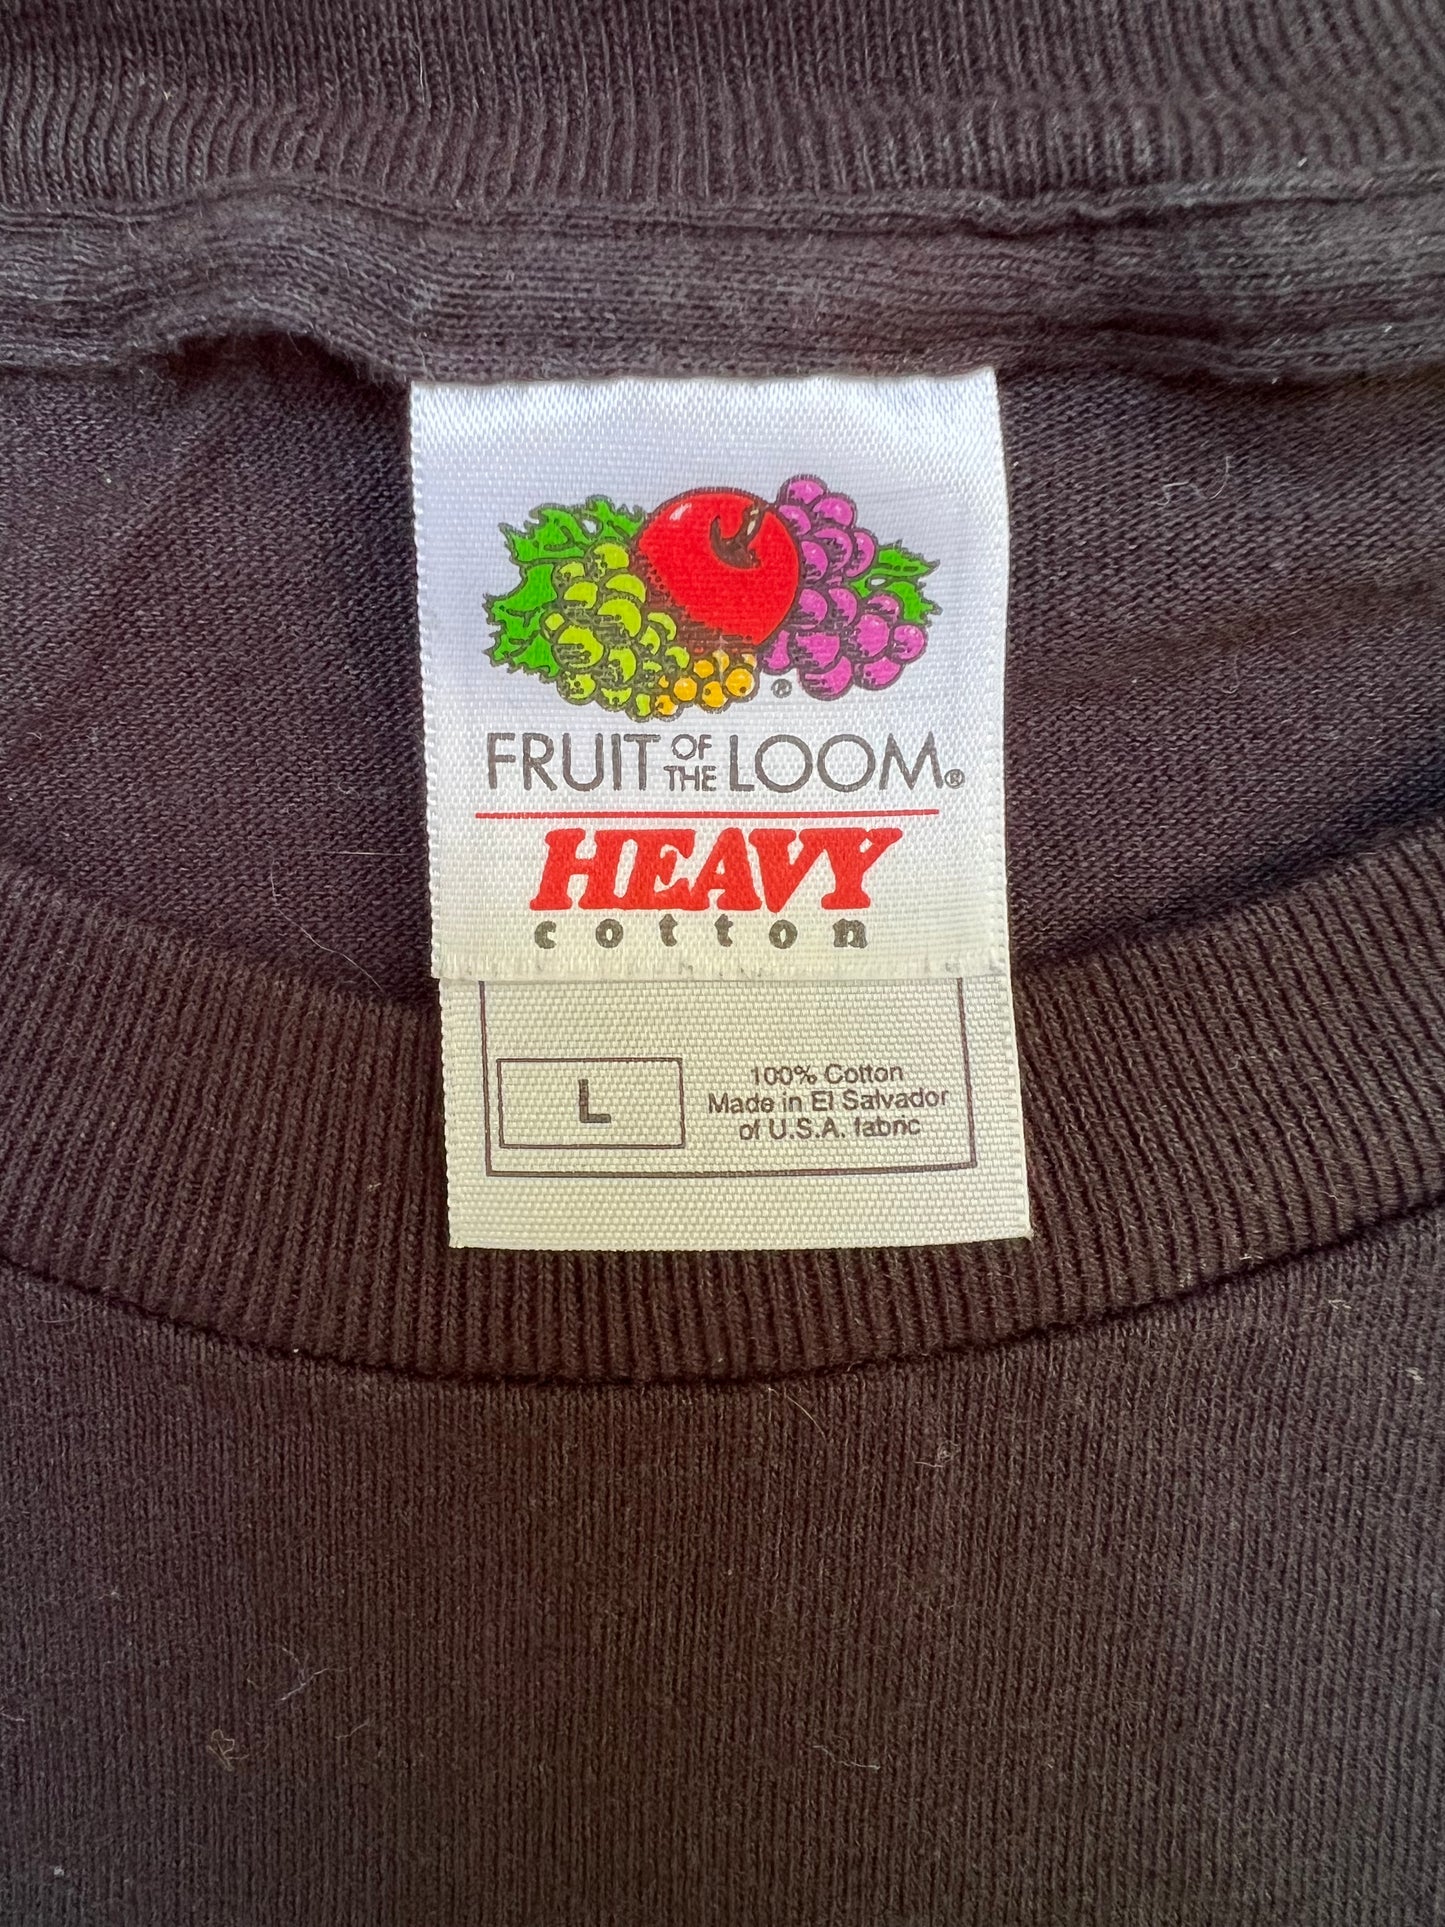 ®
FRUIT OF THE LOOM®
HEAVY
cotton
L
100% Cotton
Made in El Salvador
of U.S.A. fabric